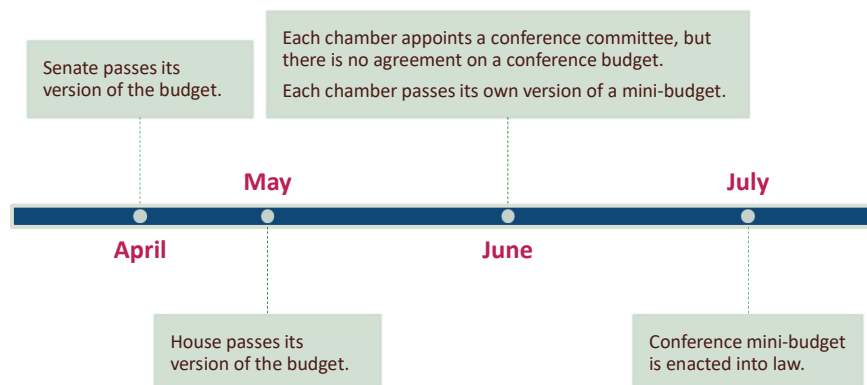 Each chamber appoints a conference committee, but
there is no agreement on a conference budget.
Each chamber passes its own version of a mini-budget.
Senate passes its
version of the budget.
May
July
April
June
House passes its
version of the budget.
Conference mini-budget
is enacted into law.